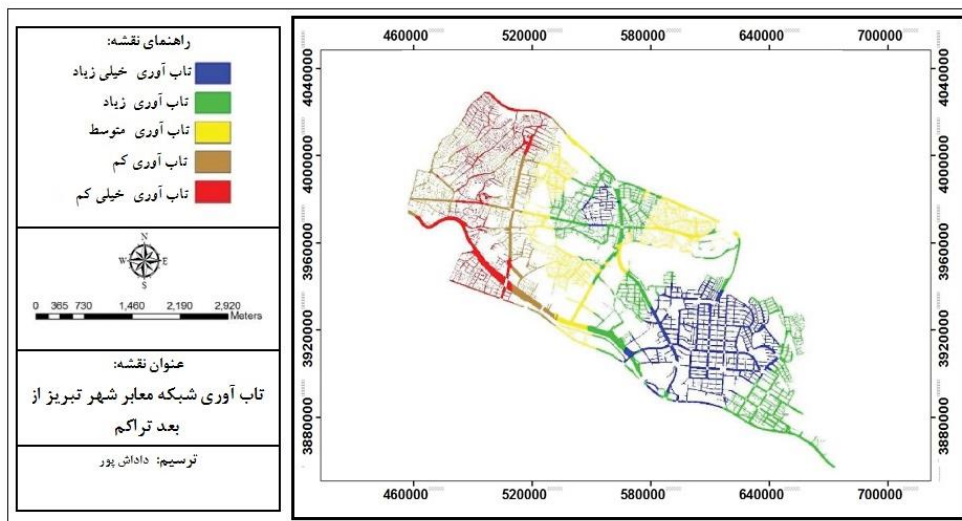 راهنمای نقشه:
تاب آوری خیلی زیاد
تاب آوری زیاد
تاب آوری متوسط
تاب آوری کم
تاب آوری خیلی کم
N
W E
S
0 365 730 1,460 2,190 2,920
Meters
عنوان نقشه:
تاب آوری شبکه معابر شهر تبریز از
بعد تراکم
ترسیم: داداش پور
460000 520000 580000 640000 700000
4040000 4040000
4000000 4000000
3960000 3960000
3920000 3920000
3880000 3880000
460000 520000 580000 640000 700000